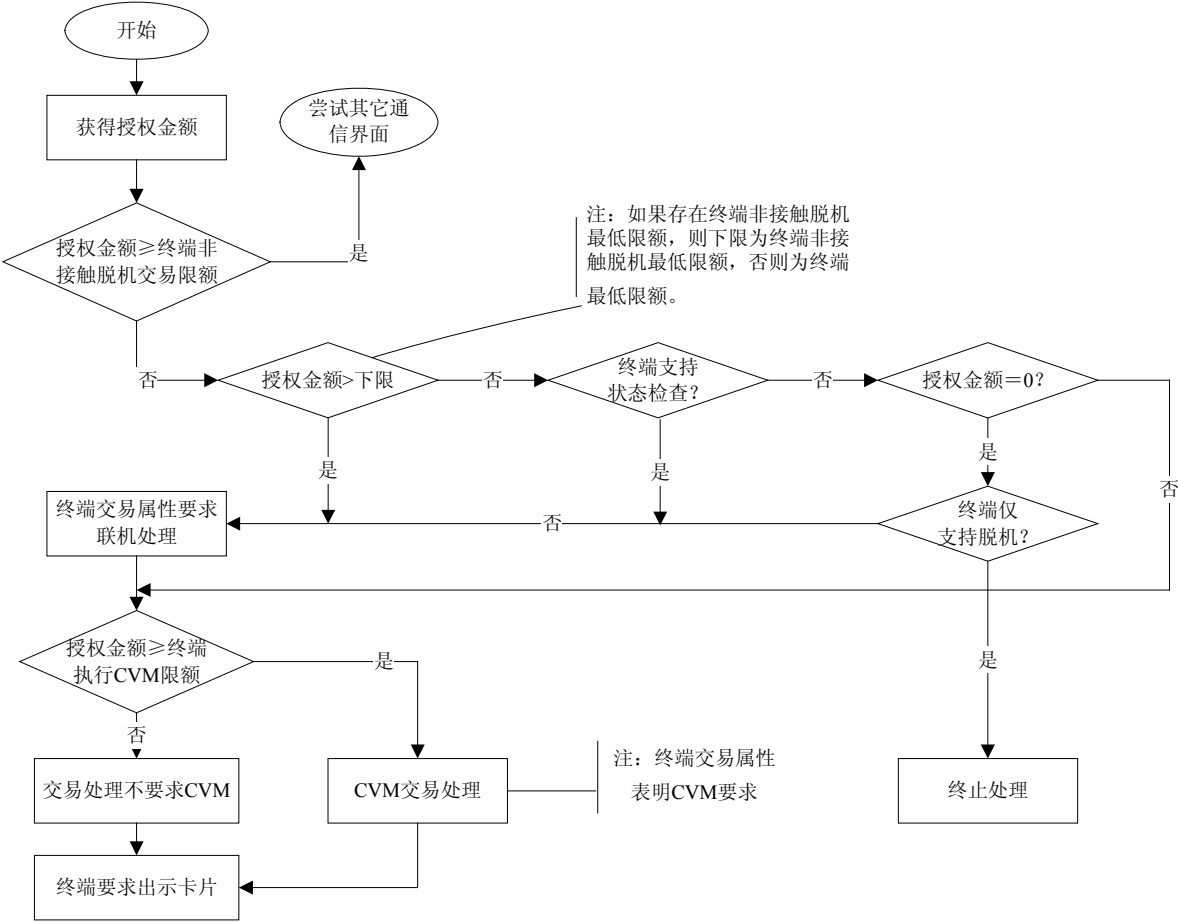 开始
获得授权金额
尝试其它通
信界面
授权金额≥终端非
接触脱机交易限额
是
注：如果存在终端非接触脱机
最低限额，则下限为终端非接
触脱机最低限额，否则为终端
最低限额。
否
授权金额>下限
否
终端支持
状态检查？
否
授权金额＝0？
是
是
是
否
终端交易属性要求
联机处理
否
终端仅
支持脱机？
授权金额≥终端
执行CVM限额
是
是
否
交易处理不要求CVM
CVM交易处理
注：终端交易属性
表明CVM要求
终止处理
终端要求出示卡片